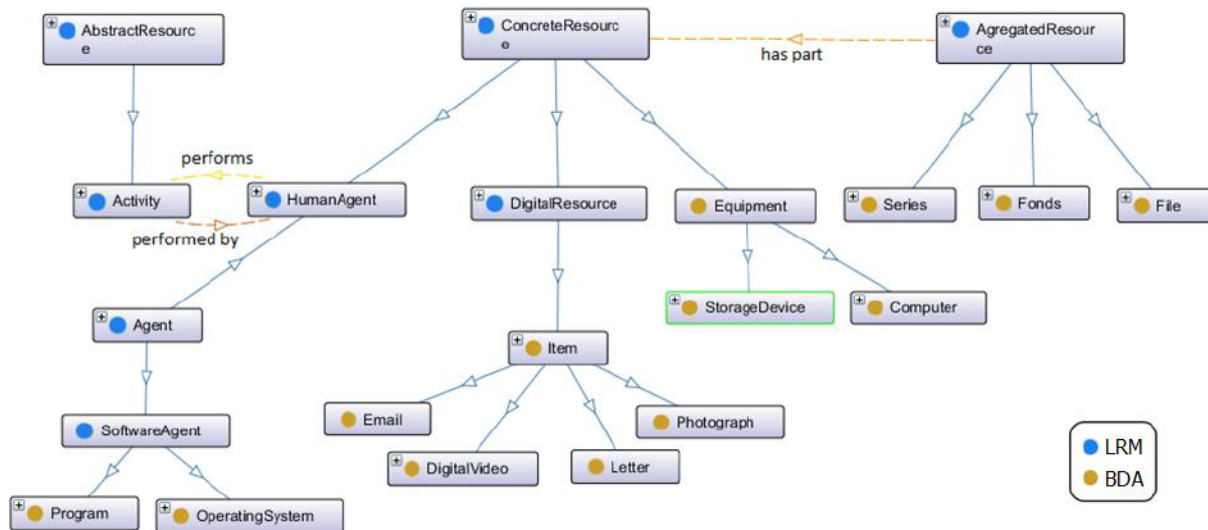 AbstractResourc
e
ConcreteResourc
e
AgregatedResour
ce
has part
performs
Activity
HumanAgent
DigitalResource
Equipment
Series
Fonds
File
performed by
StorageDevice
Computer
Agent
Item
Email
Photograph
SoftwareAgent
DigitalVideo
Letter
LRM
BDA
Program
OperatingSystem